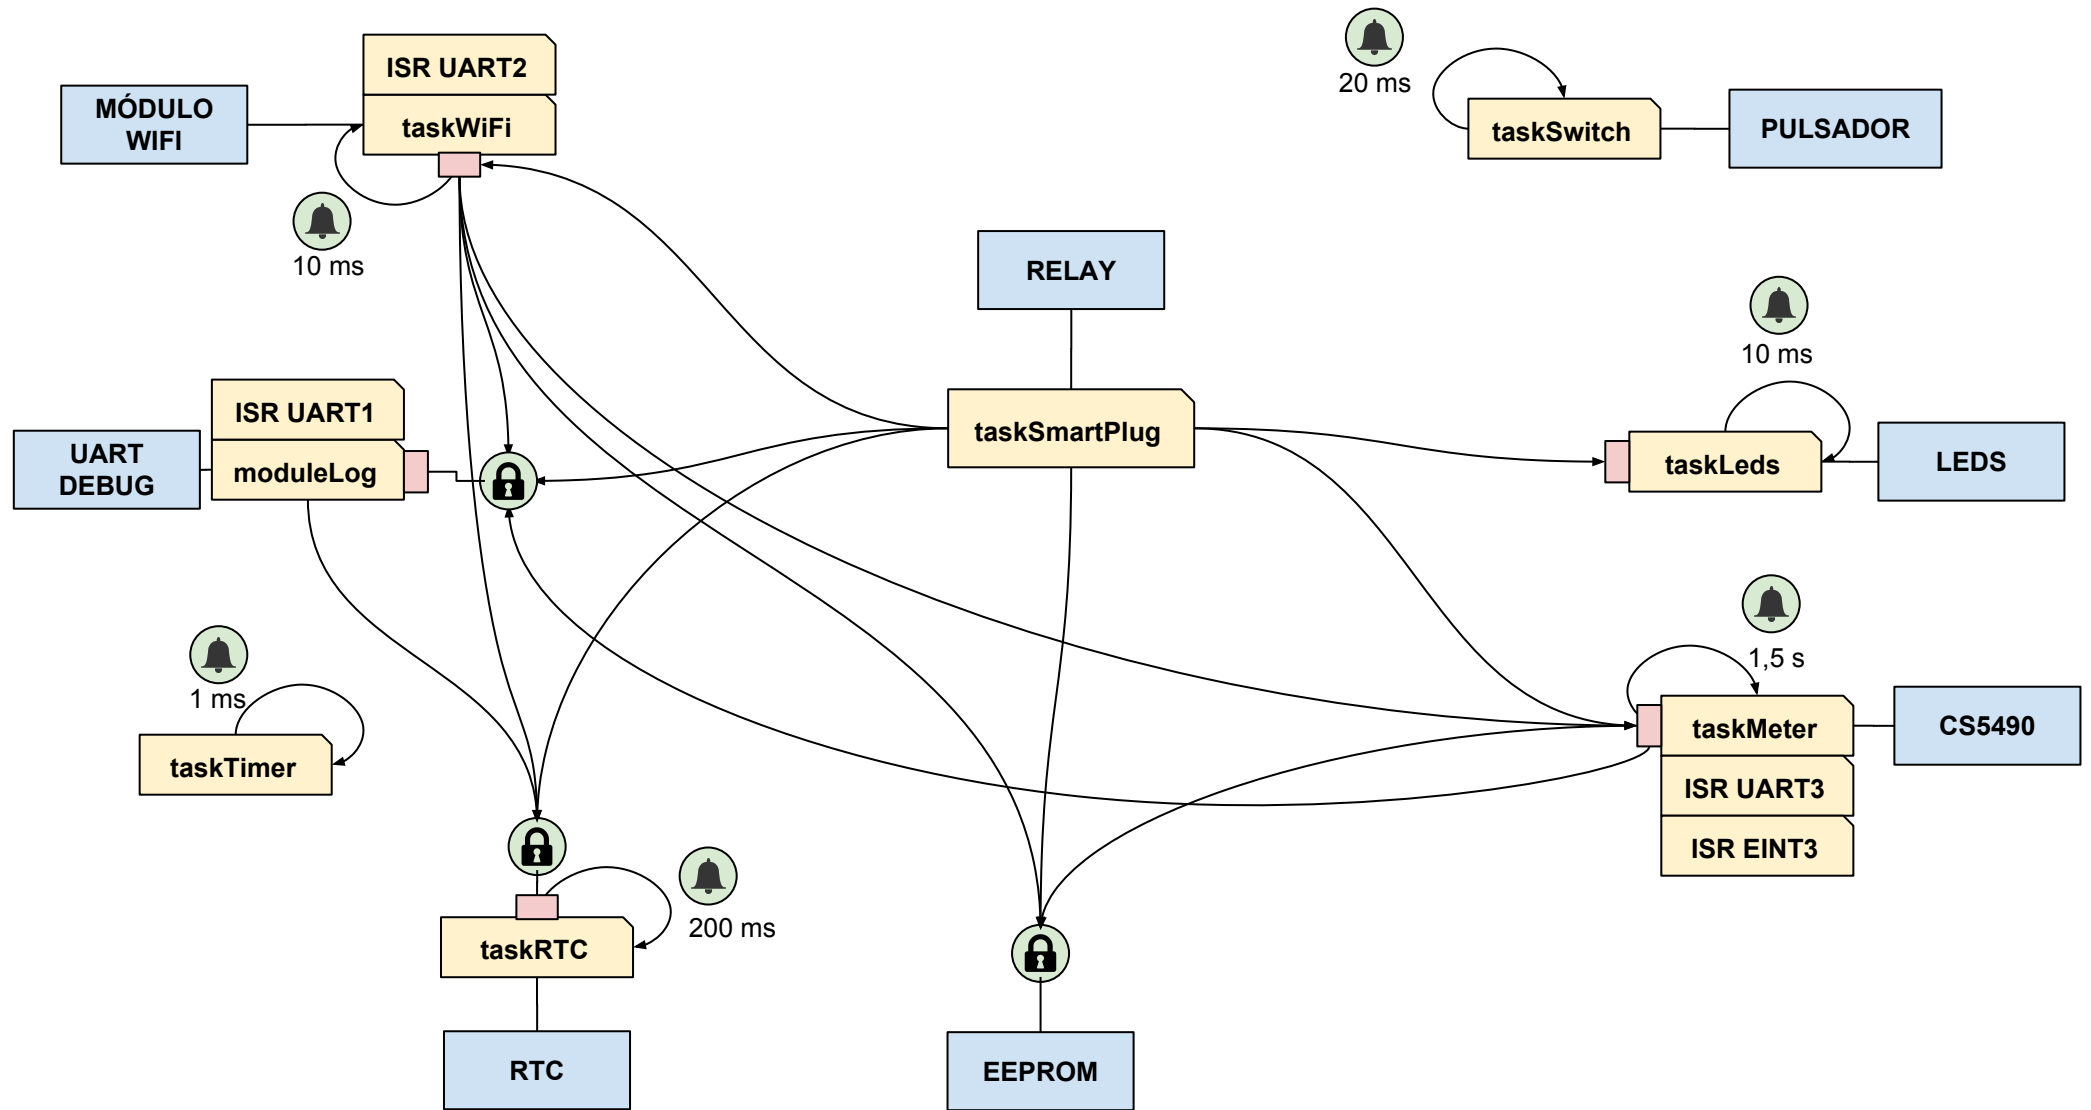 ISR UART2
MÓDULO
WIFI
taskWiFi
10 ms
20 ms
taskSwitch
PULSADOR
RELAY
10 ms
ISR UART1
UART
DEBUG
moduleLog
taskSmartPlug
taskLeds
LEDS
1 ms
taskTimer
1,5 s
taskMeter
CS5490
ISR UART3
ISR EINT3
200 ms
taskRTC
RTC
EEPROM